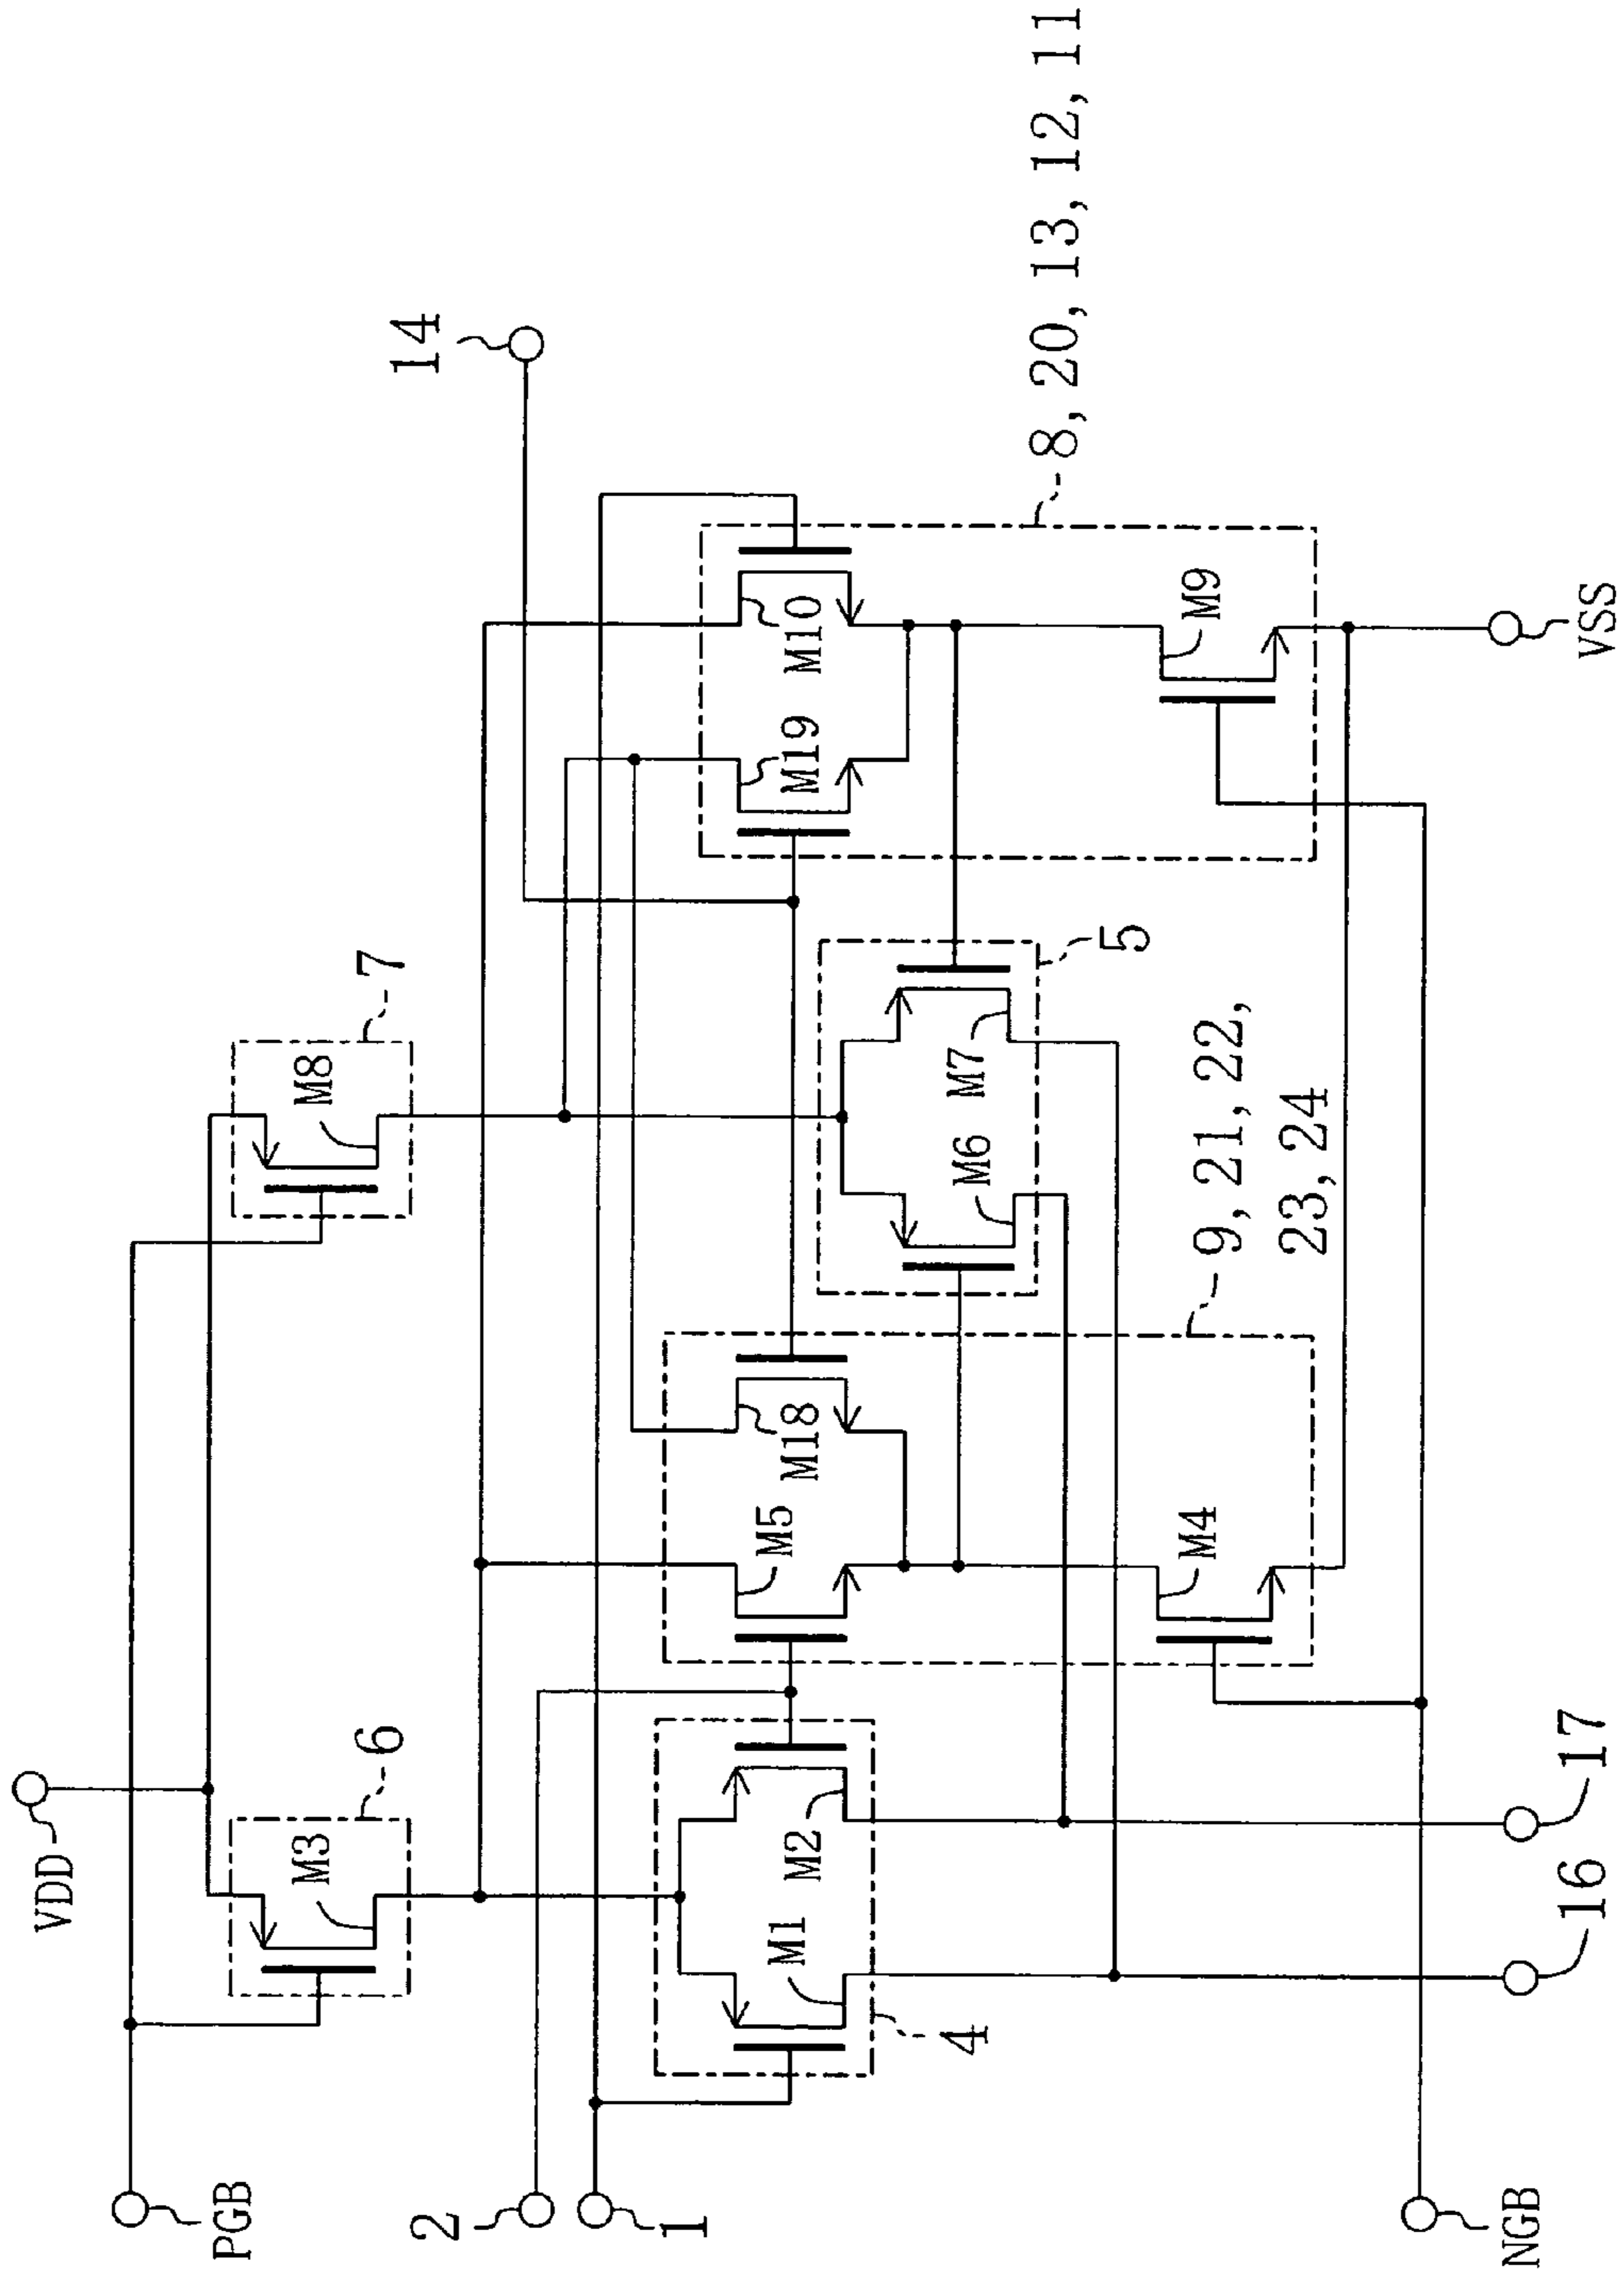 VDD
PGB
6
M3
7
M8
14
2
1
4
M1
M2
M5
M18
M19
M10
5
M6
M7
8, 20, 13, 12, 11
9, 21, 22,
23, 24
M4
M9
NGB
16
17
VSS